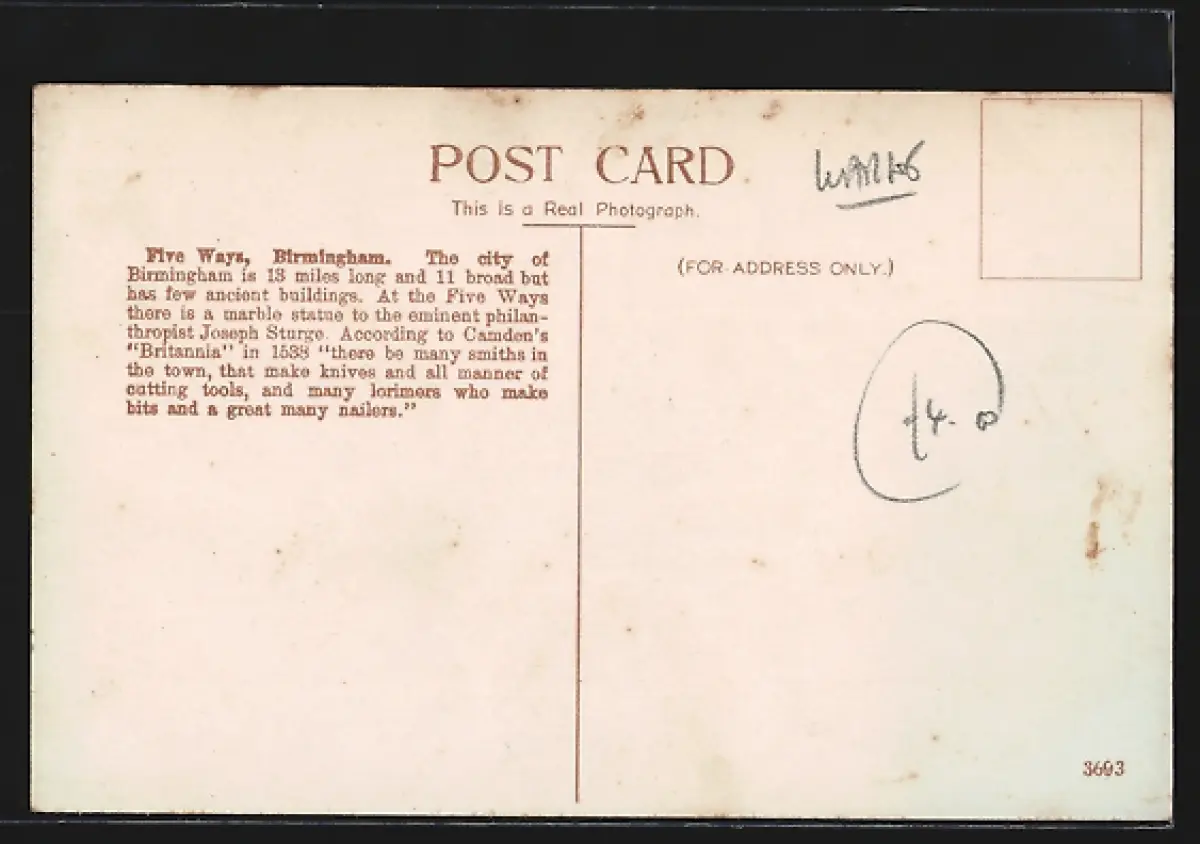 POST CARD
This is a Real Photograph.
WARKS
(FOR ADDRESS ONLY.)
Five Ways, Birmingham. The city of
Birmingham is 13 miles long and 11 broad but
has few ancient buildings. At the Five Ways
there is a marble statue to the eminent philan-
thropist Joseph Sturge. According to Camden's
"Britannia" in 1538 "there be many smiths in
the town, that make knives and all manner of
cutting tools, and many lorimers who make
bits and a great many nailers."
£4.00
3693